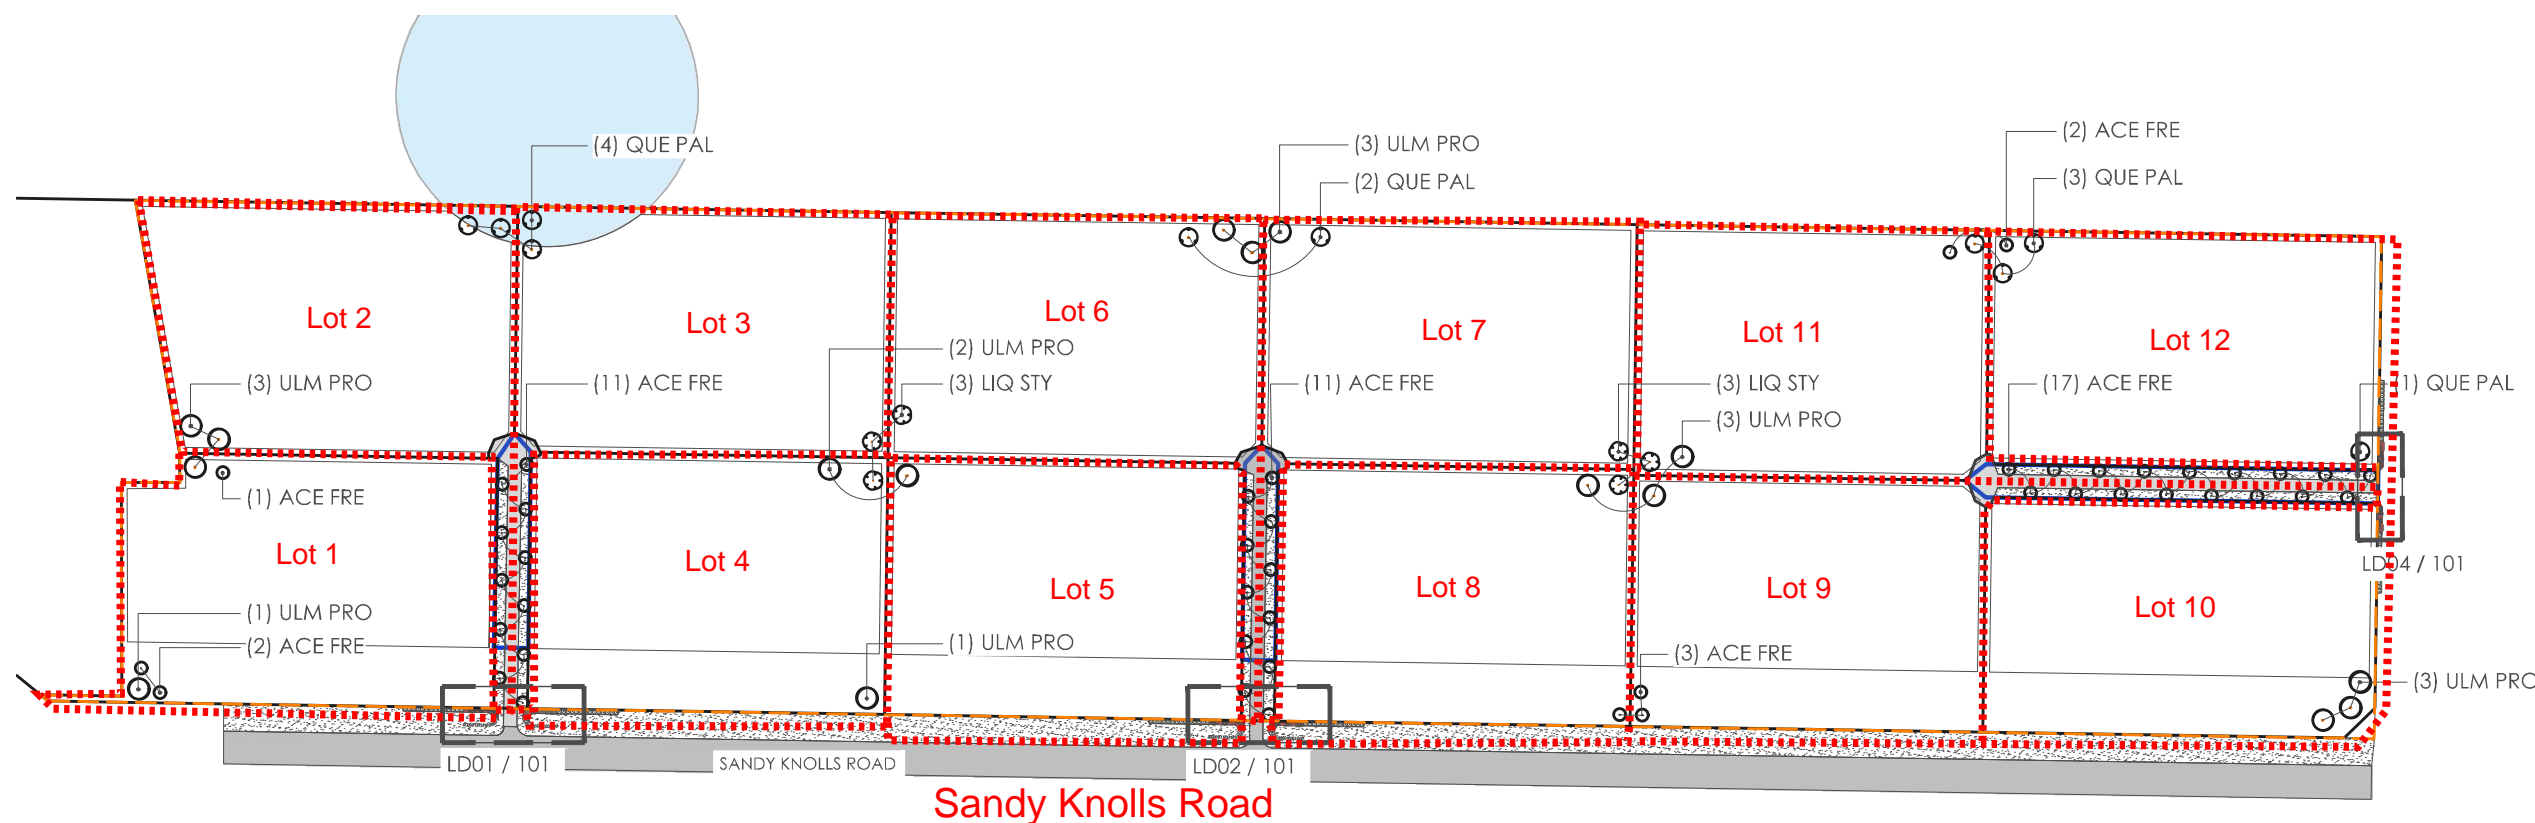 (4) QUE PAL
(3) ULM PRO
(2) QUE PAL
(2) ACE FRE
(3) QUE PAL
Lot 2
Lot 3
Lot 6
Lot 7
Lot 11
Lot 12
(3) ULM PRO
(11) ACE FRE
(2) ULM PRO
(3) LIQ STY
(11) ACE FRE
(3) LIQ STY
(3) ULM PRO
(17) ACE FRE
(1) QUE PAL
(1) ACE FRE
Lot 1
Lot 4
Lot 5
Lot 8
Lot 9
Lot 10
LD04 / 101
(1) ULM PRO
(2) ACE FRE
(1) ULM PRO
(3) ACE FRE
(3) ULM PRO
LD01 / 101
SANDY KNOLLS ROAD
LD02 / 101
Sandy Knolls Road